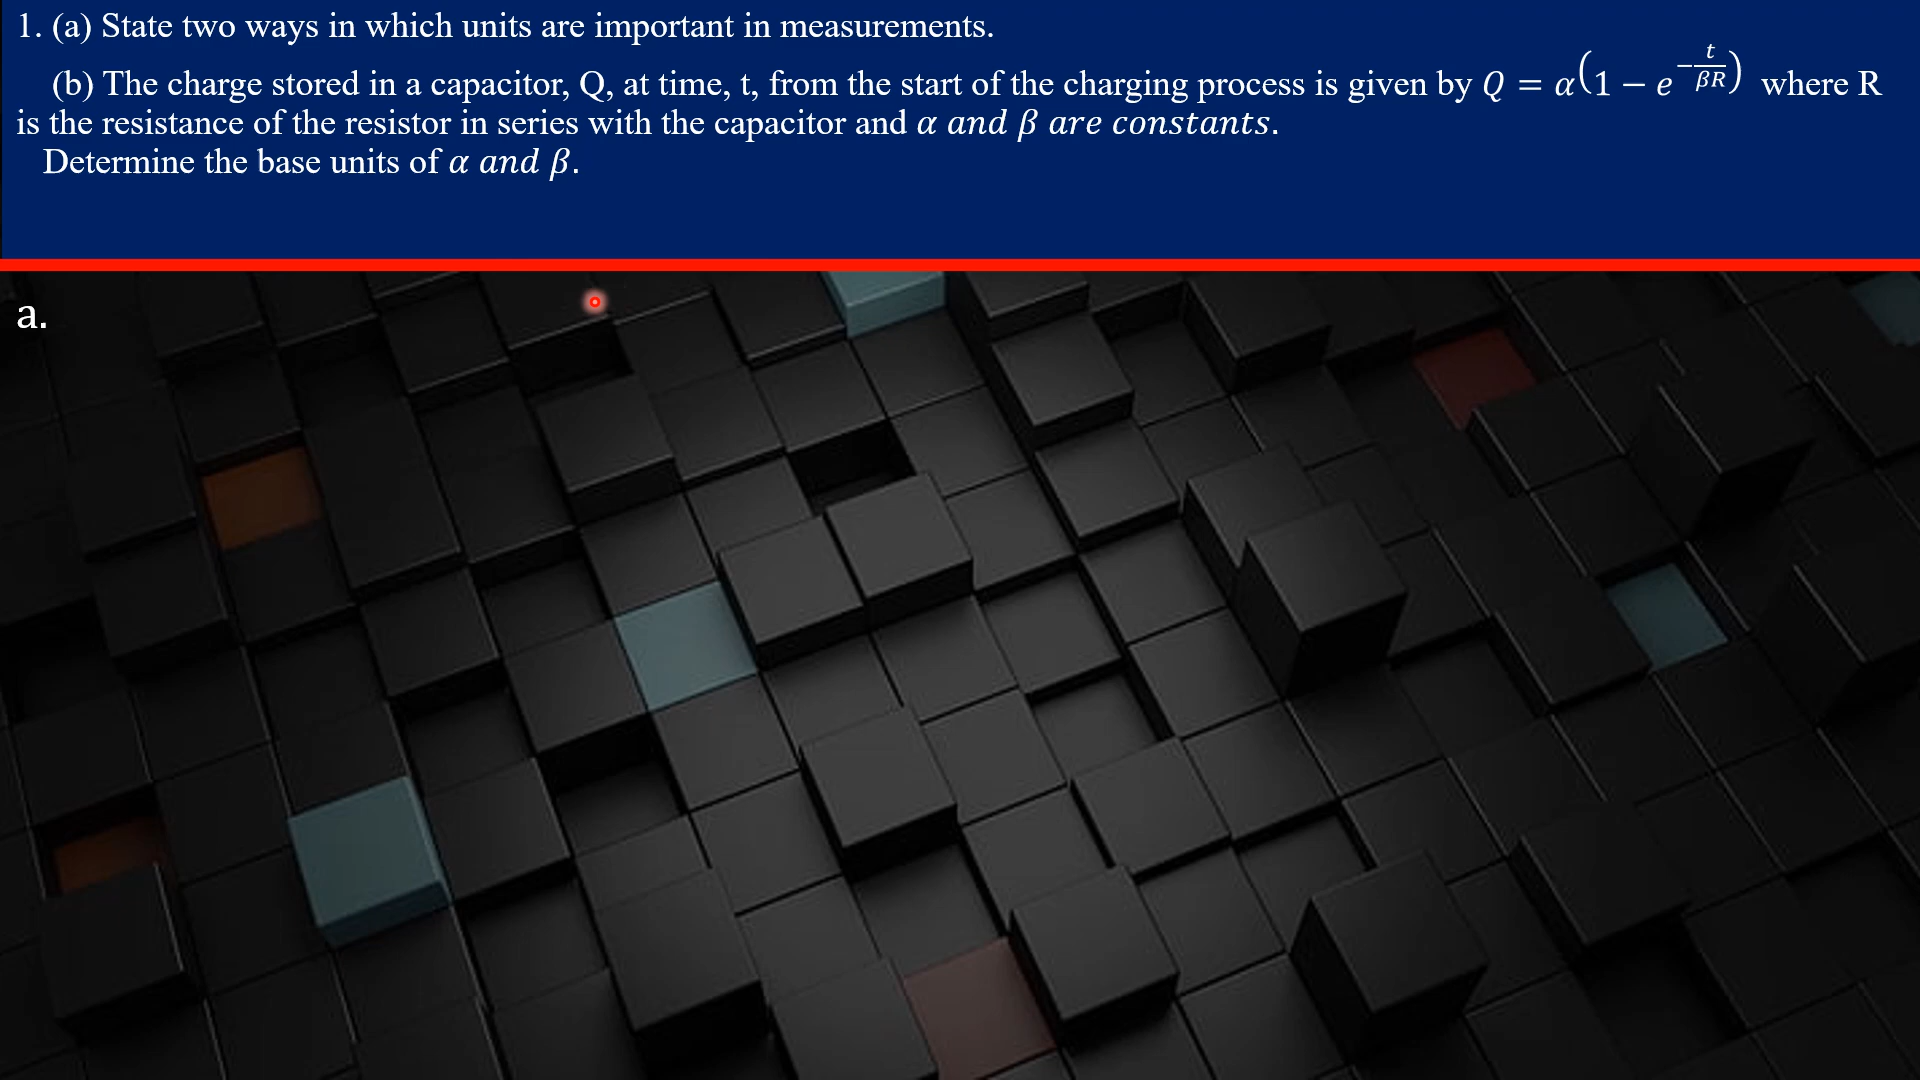 1. (a) State two ways in which units are important in measurements.
(b) The charge stored in a capacitor, Q, at time, t, from the start of the charging process is given by Q = α(1 − e^{−t/βR}) where R
is the resistance of the resistor in series with the capacitor and α and β are constants.
Determine the base units of α and β.
a.